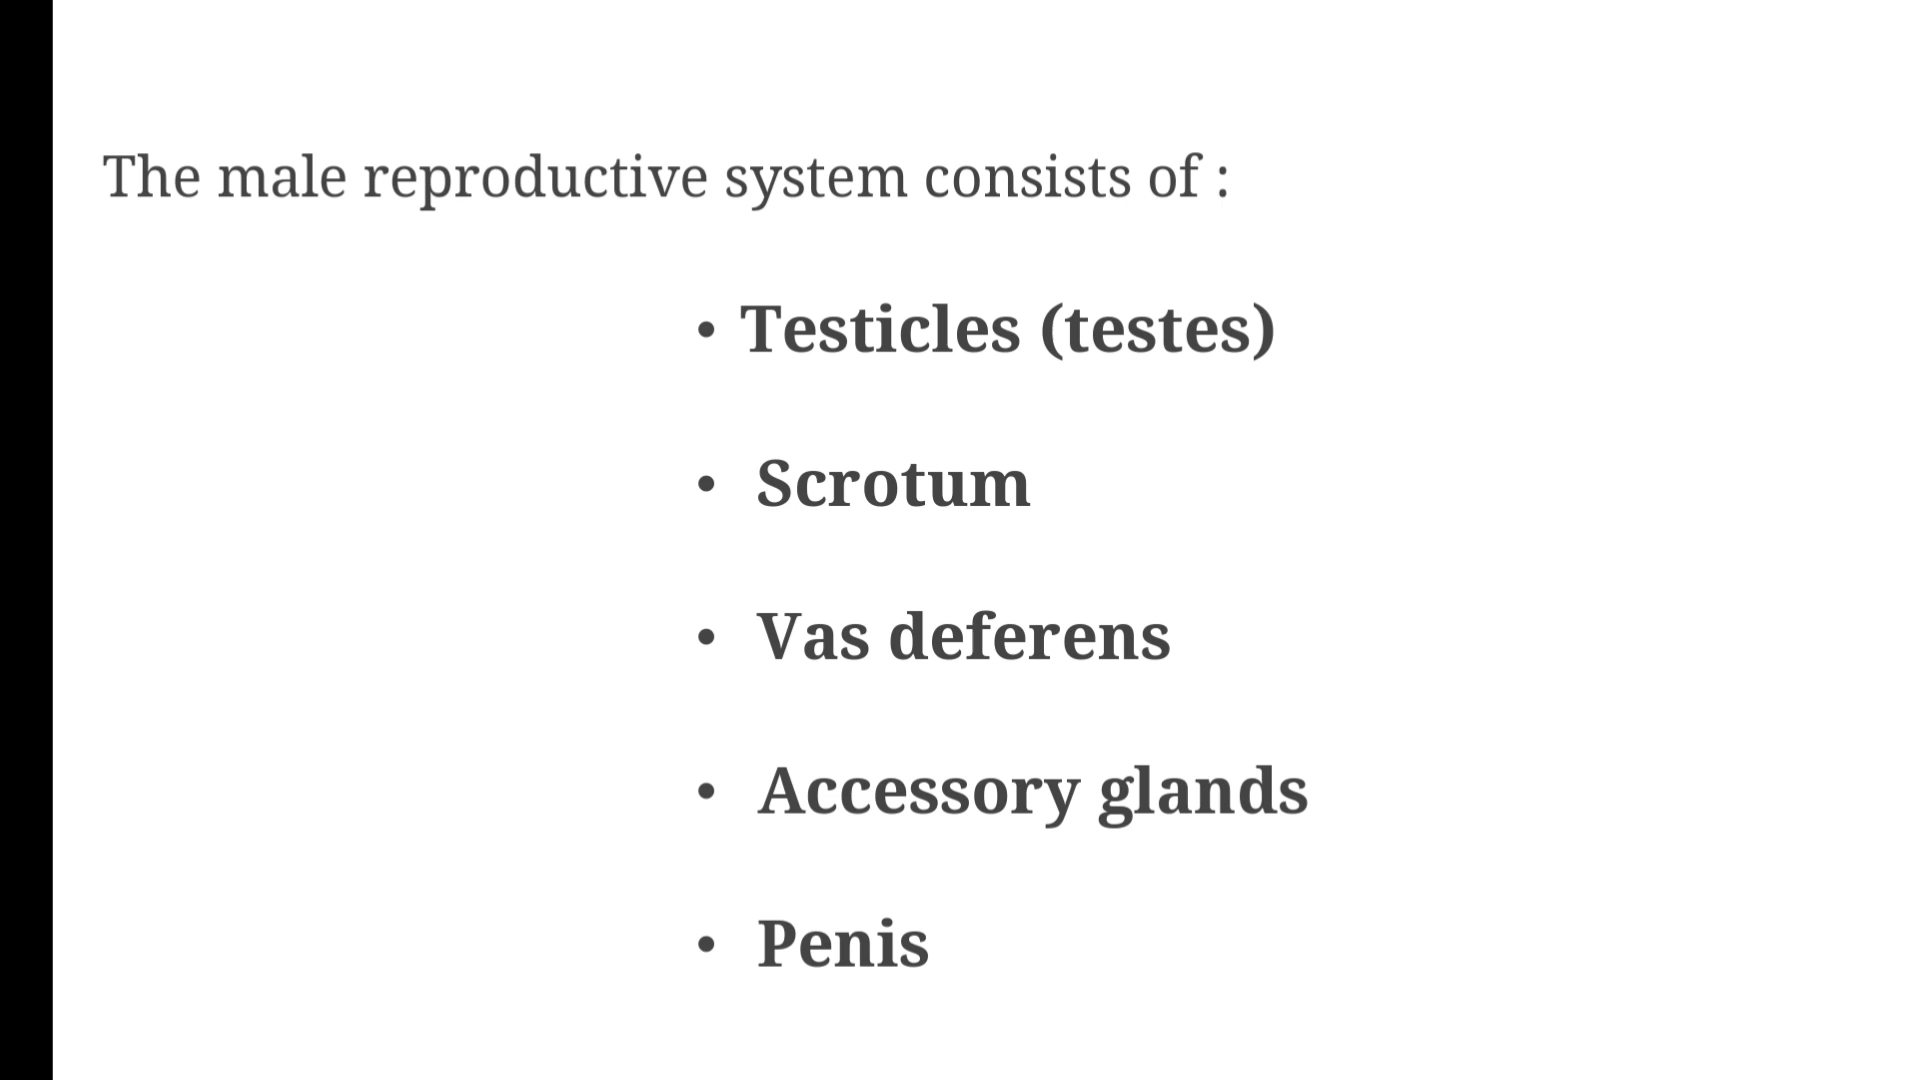 The male reproductive system consists of :
• Testicles (testes)
• Scrotum
• Vas deferens
• Accessory glands
• Penis